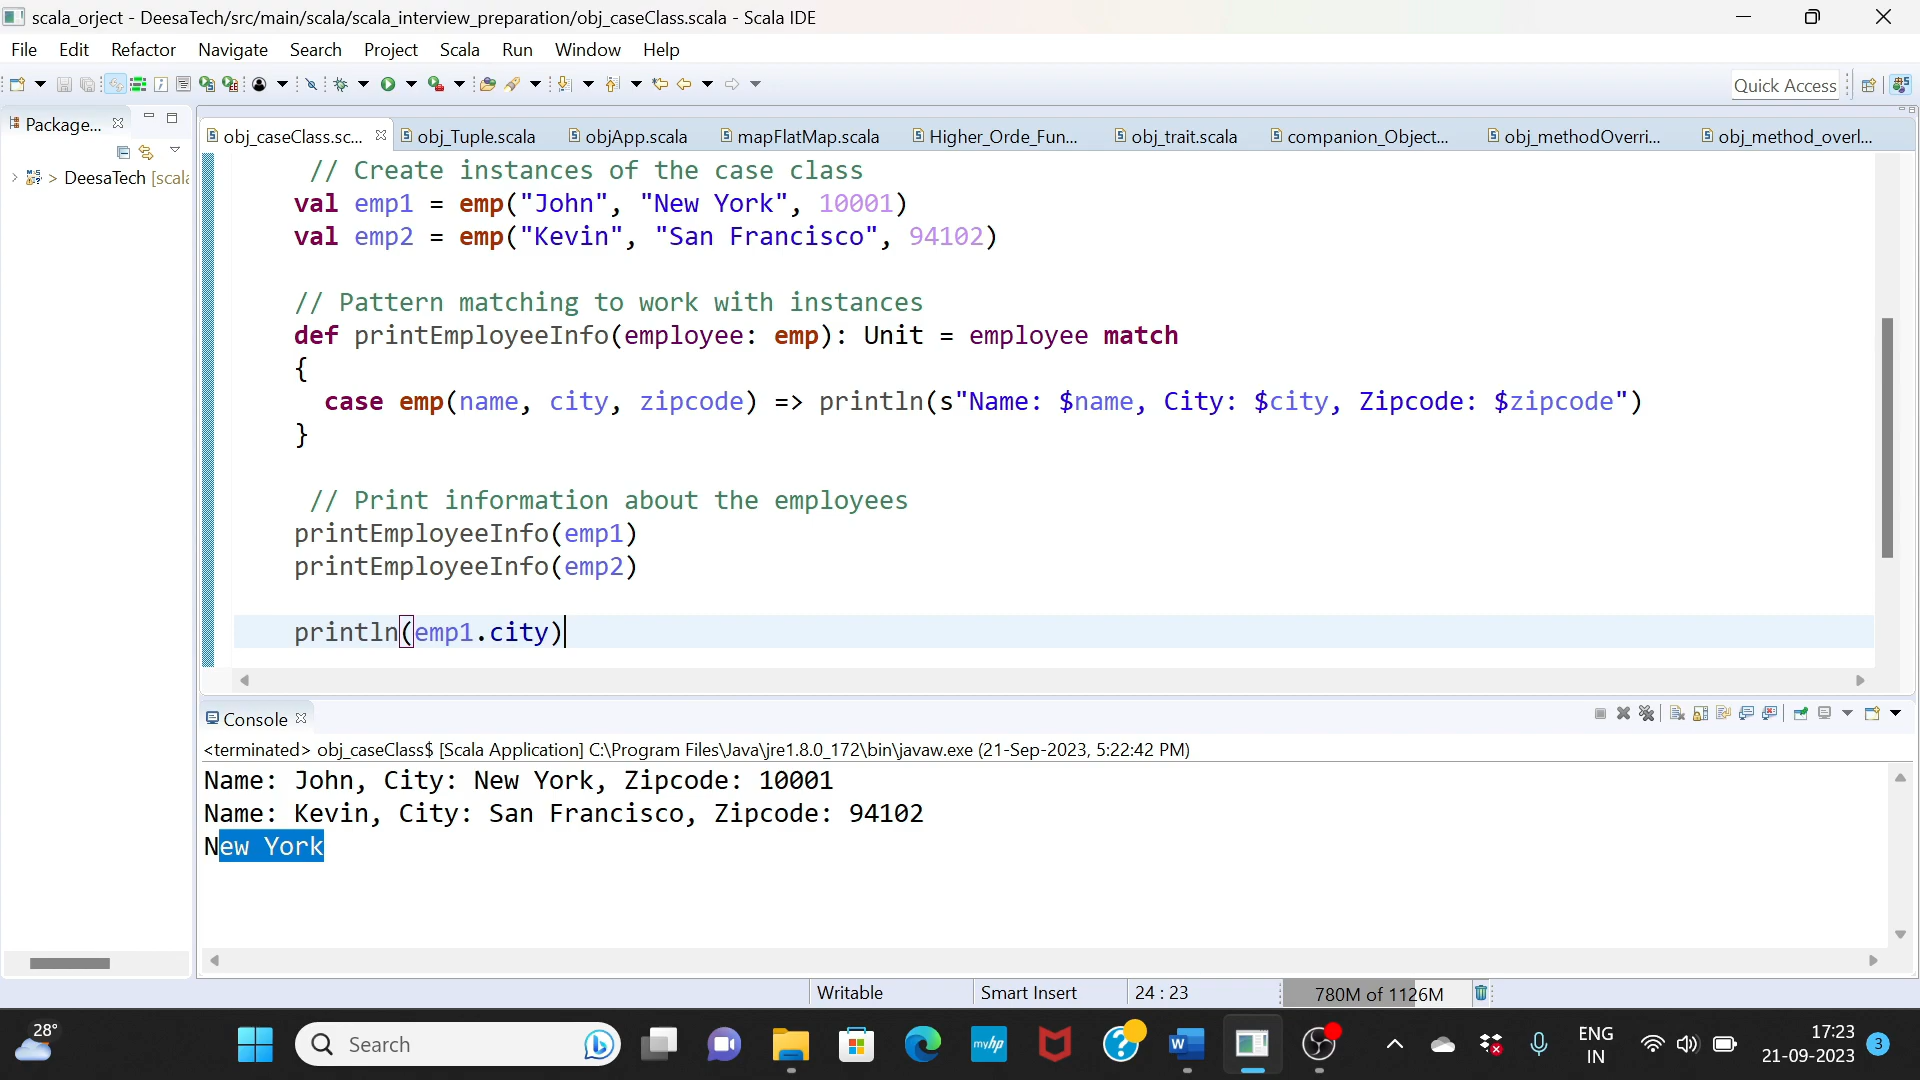 scala_orject - DeesaTech/src/main/scala/scala_interview_preparation/obj_caseClass.scala - Scala IDE
File Edit Refactor Navigate Search Project Scala Run Window Help
Quick Access
Package...
obj_caseClass.sc... obj_Tuple.scala objApp.scala mapFlatMap.scala Higher_Orde_Fun... obj_trait.scala companion_Object... obj_methodOverri... obj_method_overl...
> DeesaTech [scala
// Create instances of the case class
val emp1 = emp("John", "New York", 10001)
val emp2 = emp("Kevin", "San Francisco", 94102)
// Pattern matching to work with instances
def printEmployeeInfo(employee: emp): Unit = employee match
{
case emp(name, city, zipcode) => println(s"Name: $name, City: $city, Zipcode: $zipcode")
}
// Print information about the employees
printEmployeeInfo(emp1)
printEmployeeInfo(emp2)
println(emp1.city)
Console
<terminated> obj_caseClass$ [Scala Application] C:\Program Files\Java\jre1.8.0_172\bin\javaw.exe (21-Sep-2023, 5:22:42 PM)
Name: John, City: New York, Zipcode: 10001
Name: Kevin, City: San Francisco, Zipcode: 94102
New York
Writable Smart Insert 24 : 23 780M of 1126M
28°
Search
myhp
W
ENG
IN
17:23
21-09-2023
3